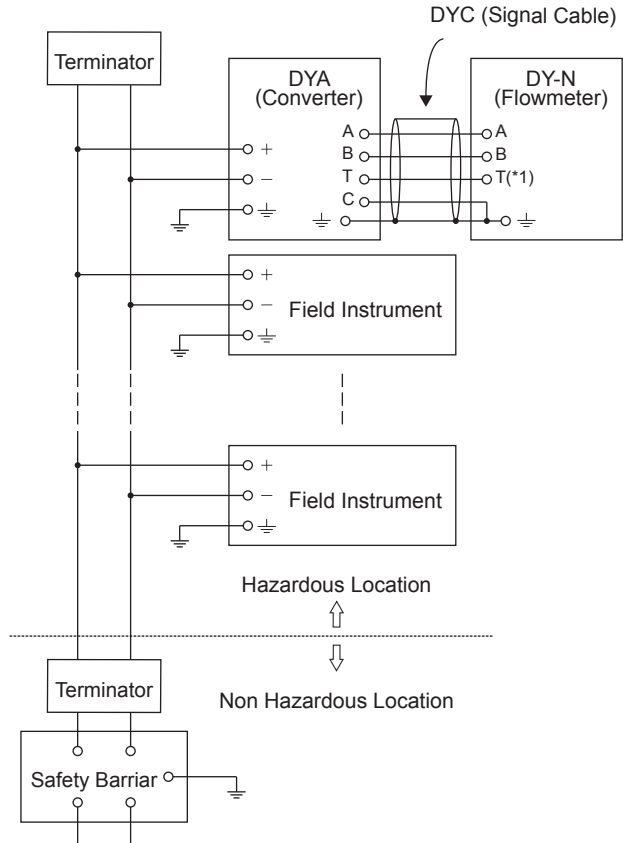 DYC (Signal Cable)
Terminator
DYA
(Converter)
DY-N
(Flowmeter)
A
A
+
B
B
−
T
T(*1)
C
+
−
Field Instrument
+
−
Field Instrument
Hazardous Location
Terminator
Non Hazardous Location
Safety Barriar